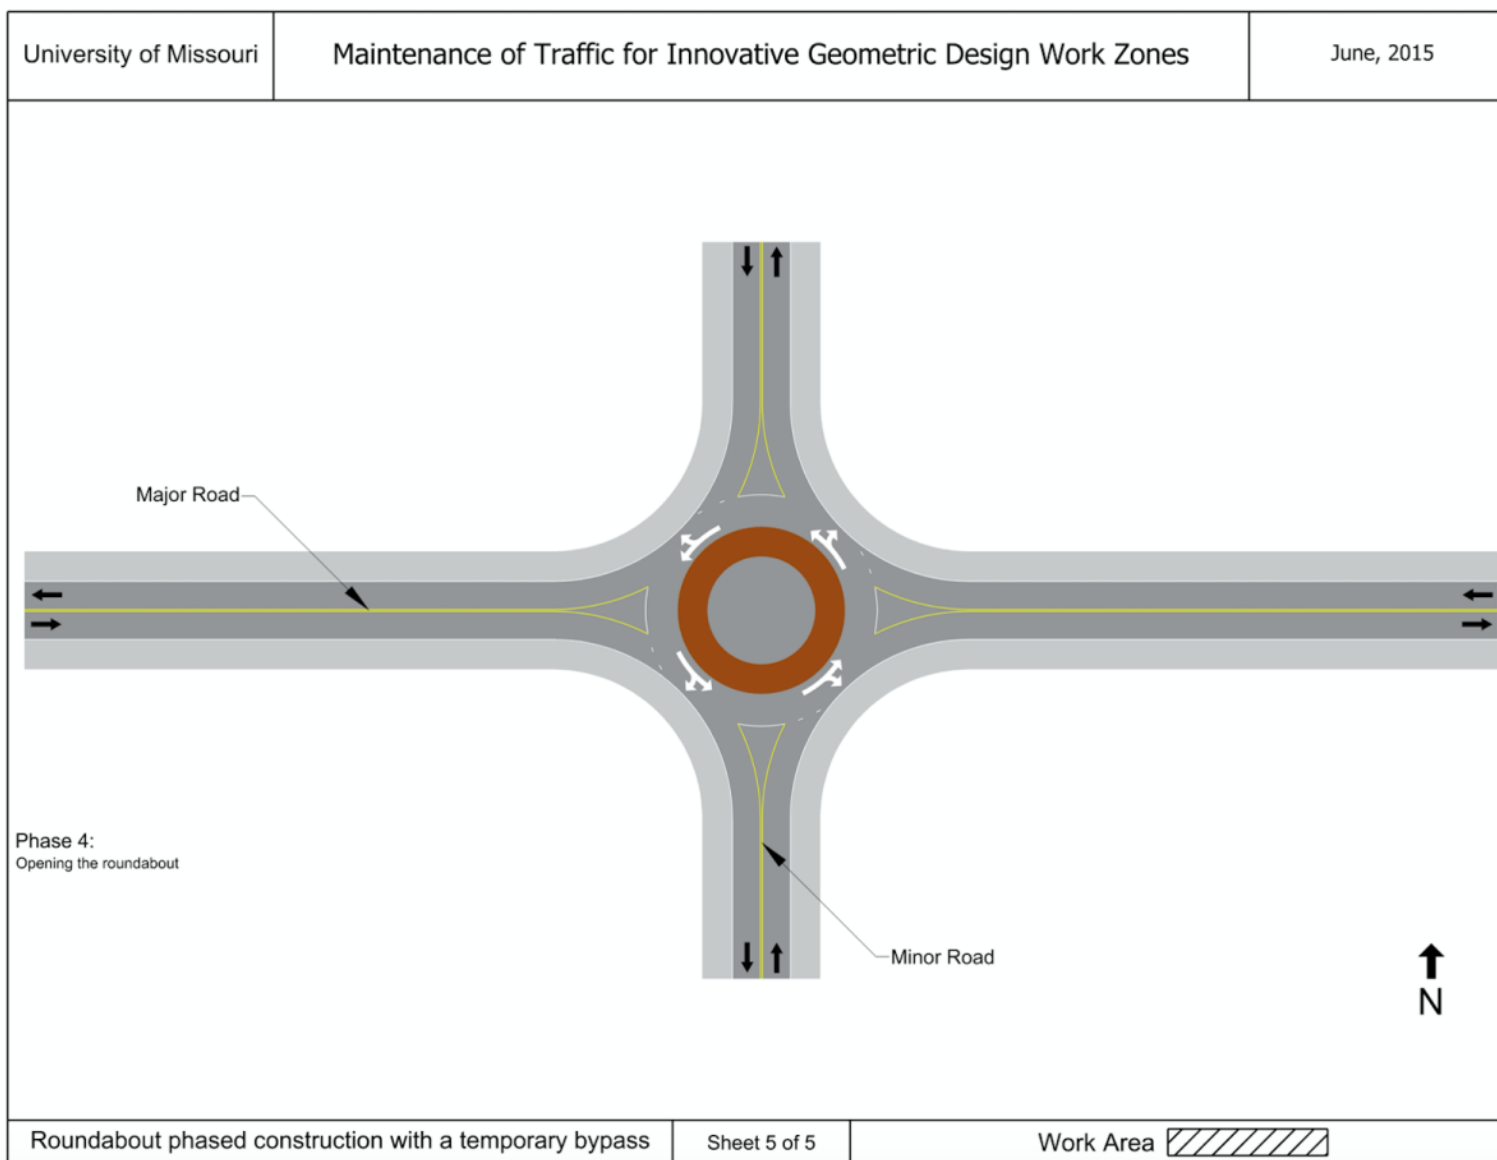 University of Missouri
Maintenance of Traffic for Innovative Geometric Design Work Zones
June, 2015
Major Road
Phase 4:
Opening the roundabout
Minor Road
N
Roundabout phased construction with a temporary bypass
Sheet 5 of 5
Work Area